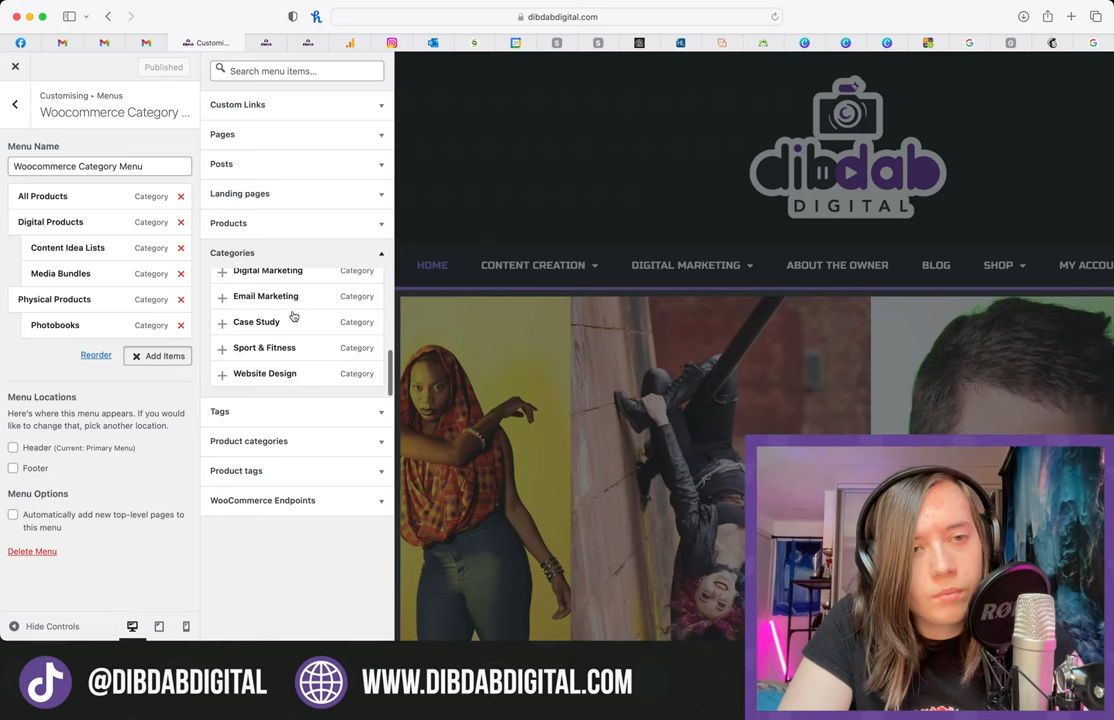 dibdabdigital.com
Customi...
Published
Customising • Menus
Woocommerce Category ...
Menu Name
Woocommerce Category Menu
All Products Category
Digital Products Category
Content Idea Lists Category
Media Bundles Category
Physical Products Category
Photobooks Category
Reorder
Add Items
Menu Locations
Here's where this menu appears. If you would
like to change that, pick another location.
Header (Current: Primary Menu)
Footer
Menu Options
Automatically add new top-level pages to
this menu
Delete Menu
Hide Controls
Search menu items...
Custom Links
Pages
Posts
Landing pages
Products
Categories
Digital Marketing Category
Email Marketing Category
Case Study Category
Sport & Fitness Category
Website Design Category
Tags
Product categories
Product tags
WooCommerce Endpoints
dibdab
DIGITAL
HOME
CONTENT CREATION
DIGITAL MARKETING
ABOUT THE OWNER
BLOG
SHOP
MY ACCOU
RØDE
@DIBDABDIGITAL
WWW.DIBDABDIGITAL.COM